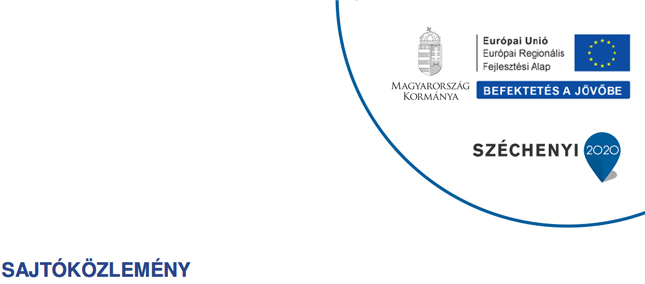 Európai Unió
Európai Regionális
Fejlesztési Alap
MAGYARORSZÁG
KORMÁNYA
BEFEKTETÉS A JÖVŐBE
SZÉCHENYI 2020
SAJTÓKÖZLEMÉNY